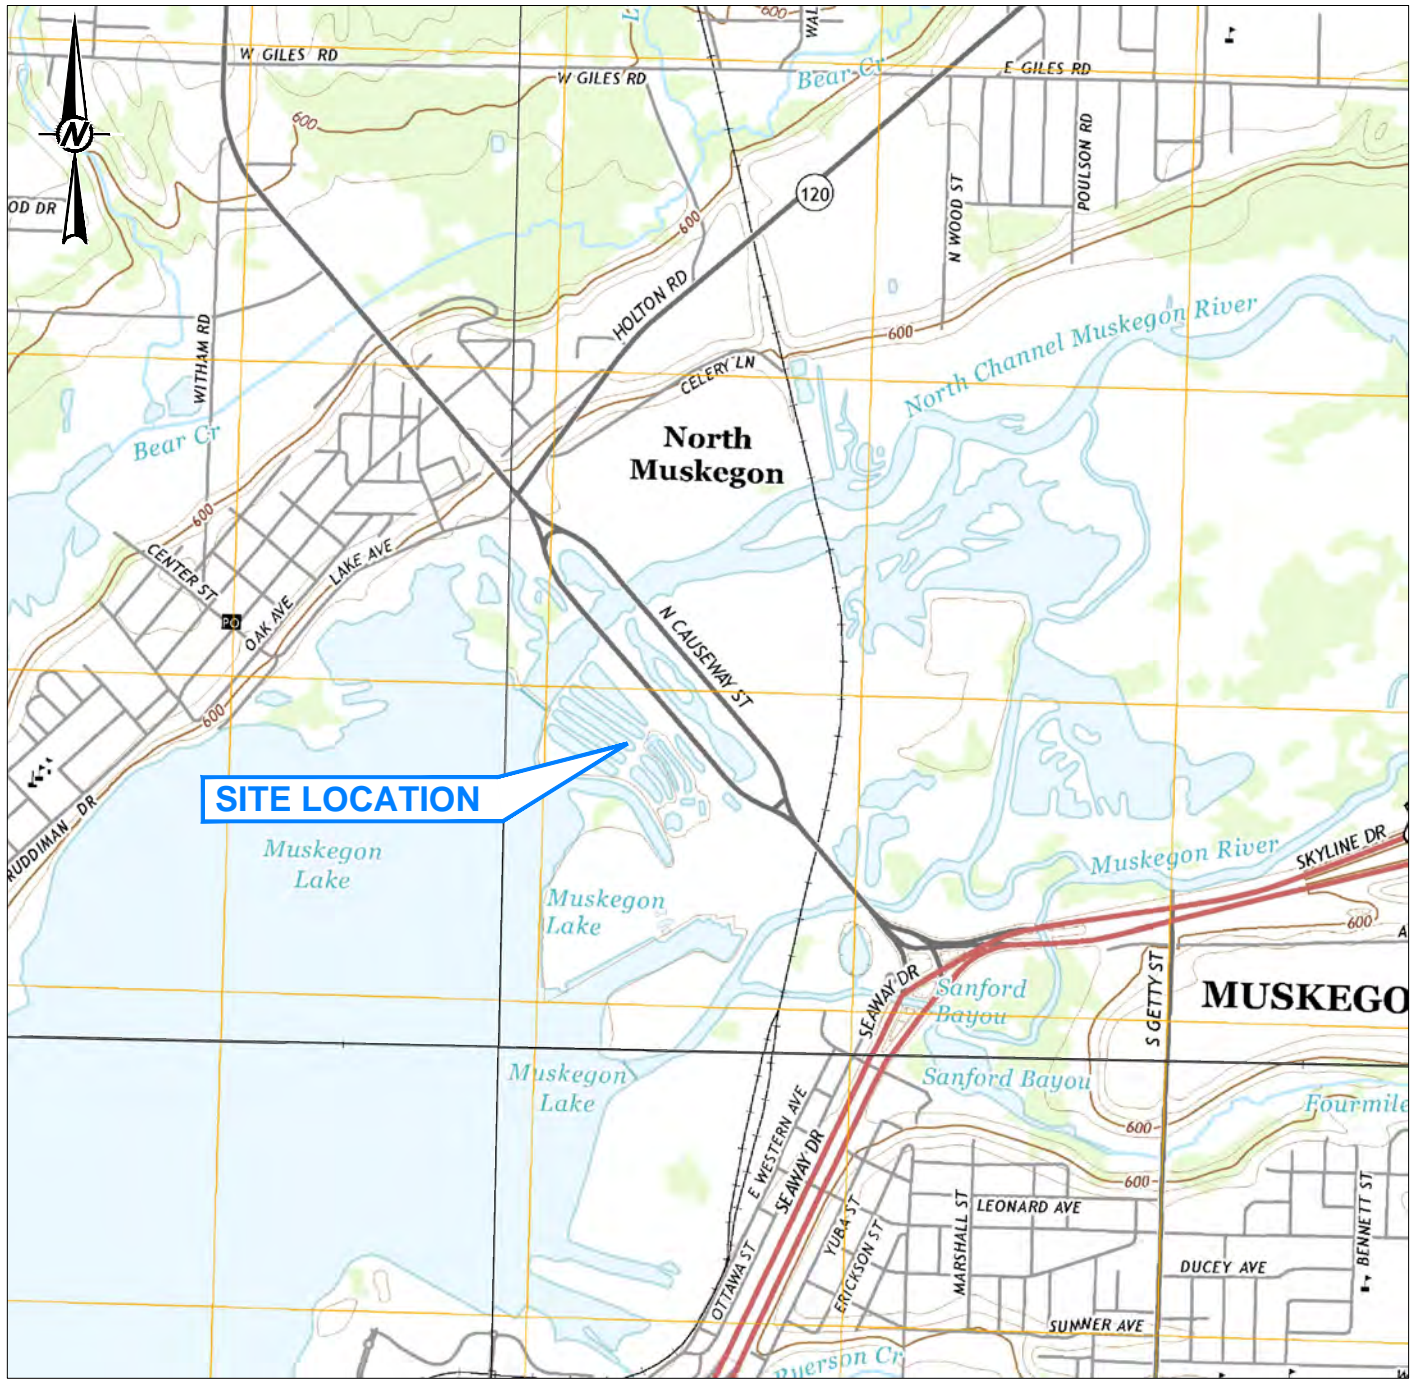 600
W GILES RD
W GILES RD
Bear Cr
E GILES RD
N
600
POULSON RD
120
OD DR
N WOOD ST
600
HOLTON RD
WITHAM RD
North Channel Muskegon River
600
CELERY LN
Bear Cr
North
Muskegon
600
CENTER ST
LAKE AVE
PO
OAK AVE
N CAUSEWAY ST
600
SITE LOCATION
RUDDIMAN DR
Muskegon
Lake
Muskegon River
SKYLINE DR
Muskegon
Lake
600
A
SEAWAY DR
Sanford
Bayou
S GETTY ST
MUSKEGO
Muskegon
Lake
Sanford Bayou
Fourmile
E WESTERN AVE
SEAWAY DR
600
600
YUBA ST
ERICKSON ST
MARSHALL ST
LEONARD AVE
BENNETT ST
OTTAWA ST
DUCEY AVE
SUMNER AVE
Ryerson Cr